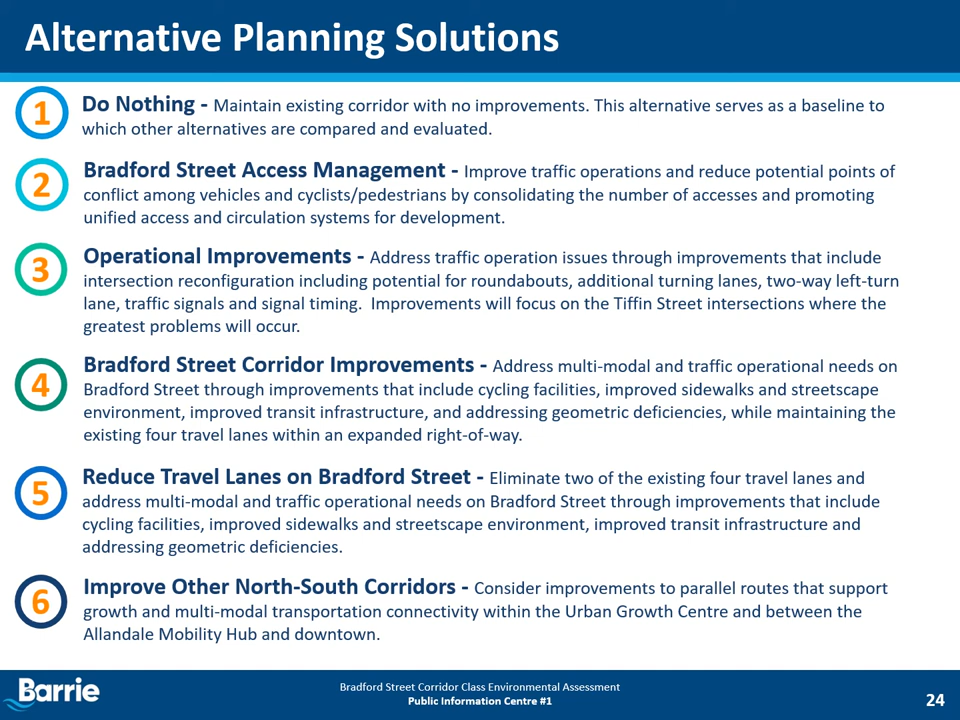 Alternative Planning Solutions
1
Do Nothing - Maintain existing corridor with no improvements. This alternative serves as a baseline to
which other alternatives are compared and evaluated.
2
Bradford Street Access Management - Improve traffic operations and reduce potential points of
conflict among vehicles and cyclists/pedestrians by consolidating the number of accesses and promoting
unified access and circulation systems for development.
3
Operational Improvements - Address traffic operation issues through improvements that include
intersection reconfiguration including potential for roundabouts, additional turning lanes, two-way left-turn
lane, traffic signals and signal timing.  Improvements will focus on the Tiffin Street intersections where the
greatest problems will occur.
4
Bradford Street Corridor Improvements - Address multi-modal and traffic operational needs on
Bradford Street through improvements that include cycling facilities, improved sidewalks and streetscape
environment, improved transit infrastructure, and addressing geometric deficiencies, while maintaining the
existing four travel lanes within an expanded right-of-way.
5
Reduce Travel Lanes on Bradford Street - Eliminate two of the existing four travel lanes and
address multi-modal and traffic operational needs on Bradford Street through improvements that include
cycling facilities, improved sidewalks and streetscape environment, improved transit infrastructure and
addressing geometric deficiencies.
6
Improve Other North-South Corridors - Consider improvements to parallel routes that support
growth and multi-modal transportation connectivity within the Urban Growth Centre and between the
Allandale Mobility Hub and downtown.
Barrie
Bradford Street Corridor Class Environmental Assessment
Public Information Centre #1
24